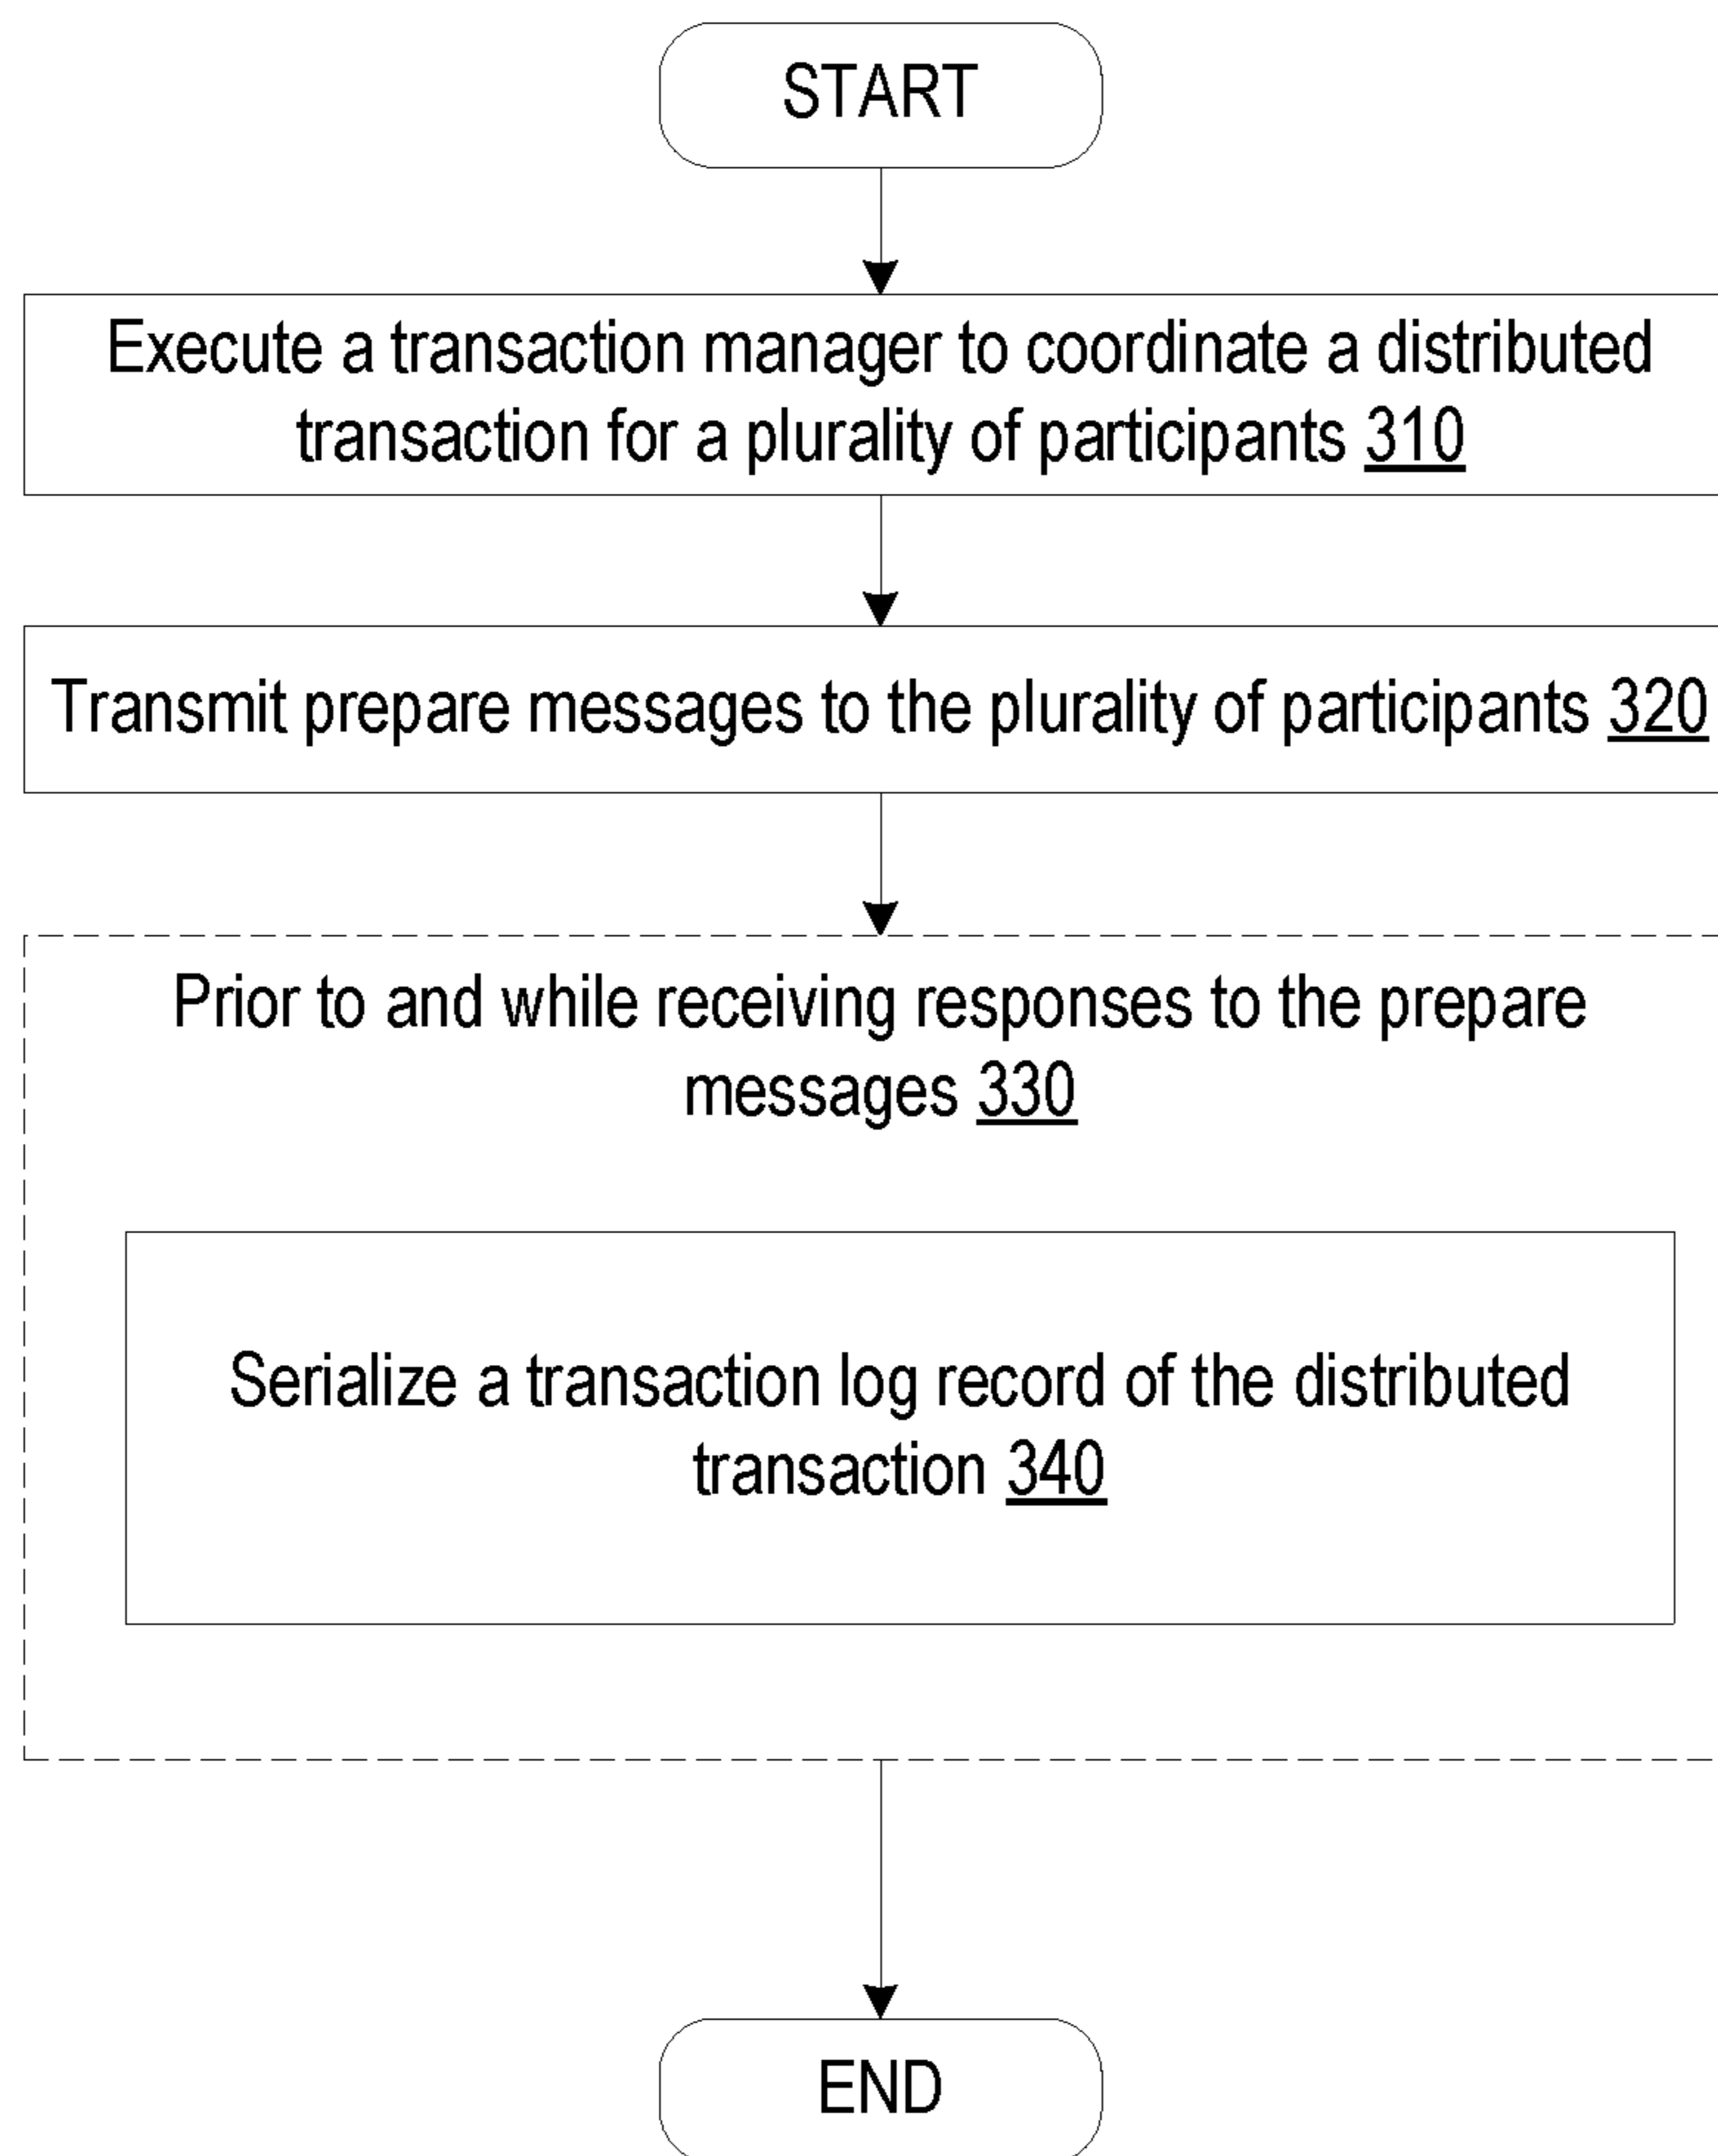 START
Execute a transaction manager to coordinate a distributed
transaction for a plurality of participants 310
Transmit prepare messages to the plurality of participants 320
Prior to and while receiving responses to the prepare
messages 330
Serialize a transaction log record of the distributed
transaction 340
END